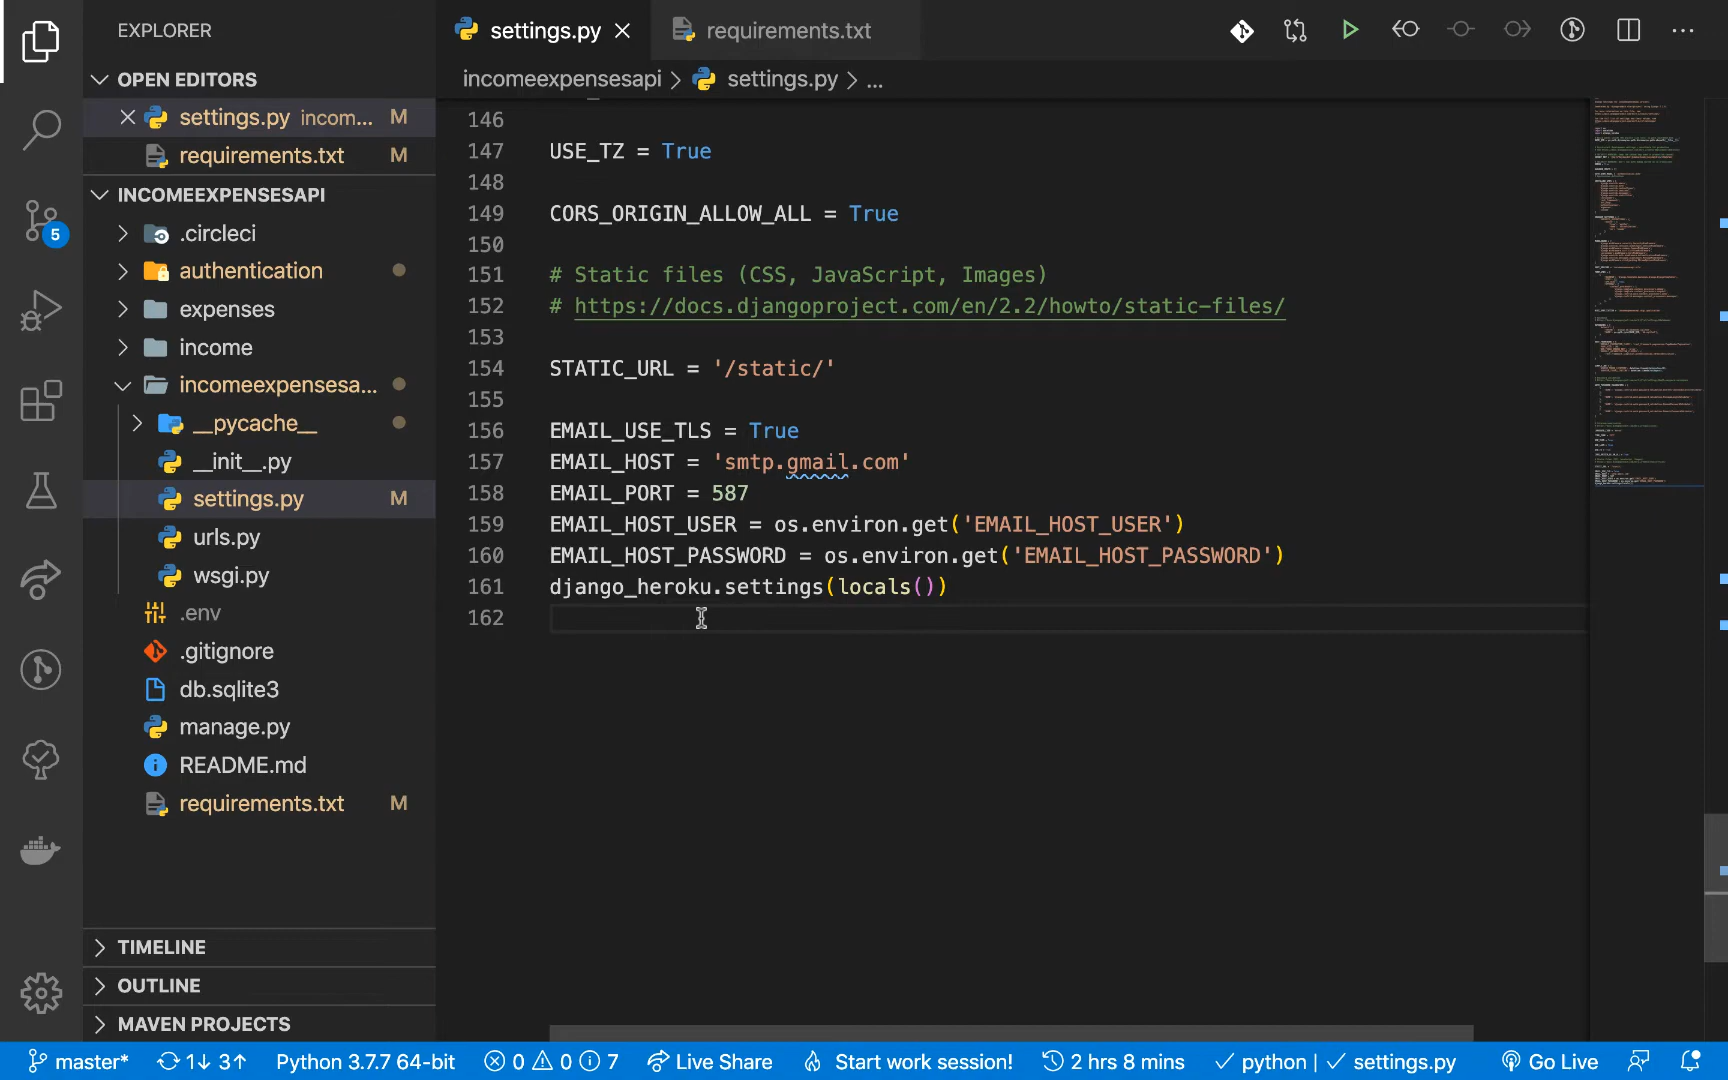 EXPLORER
OPEN EDITORS
settings.py incom... M
requirements.txt M
INCOMEEXPENSESAPI
.circleci
authentication
expenses
income
incomeexpensesa...
__pycache__
__init__.py
settings.py M
urls.py
wsgi.py
.env
.gitignore
db.sqlite3
manage.py
README.md
requirements.txt M
TIMELINE
OUTLINE
MAVEN PROJECTS
5
settings.py requirements.txt
incomeexpensesapi > settings.py > ...
146
147 USE_TZ = True
148
149 CORS_ORIGIN_ALLOW_ALL = True
150
151 # Static files (CSS, JavaScript, Images)
152 # https://docs.djangoproject.com/en/2.2/howto/static-files/
153
154 STATIC_URL = '/static/'
155
156 EMAIL_USE_TLS = True
157 EMAIL_HOST = 'smtp.gmail.com'
158 EMAIL_PORT = 587
159 EMAIL_HOST_USER = os.environ.get('EMAIL_HOST_USER')
160 EMAIL_HOST_PASSWORD = os.environ.get('EMAIL_HOST_PASSWORD')
161 django_heroku.settings(locals())
162
master* 1↓ 3↑ Python 3.7.7 64-bit 0 0 7 Live Share Start work session! 2 hrs 8 mins ✓ python | ✓ settings.py Go Live